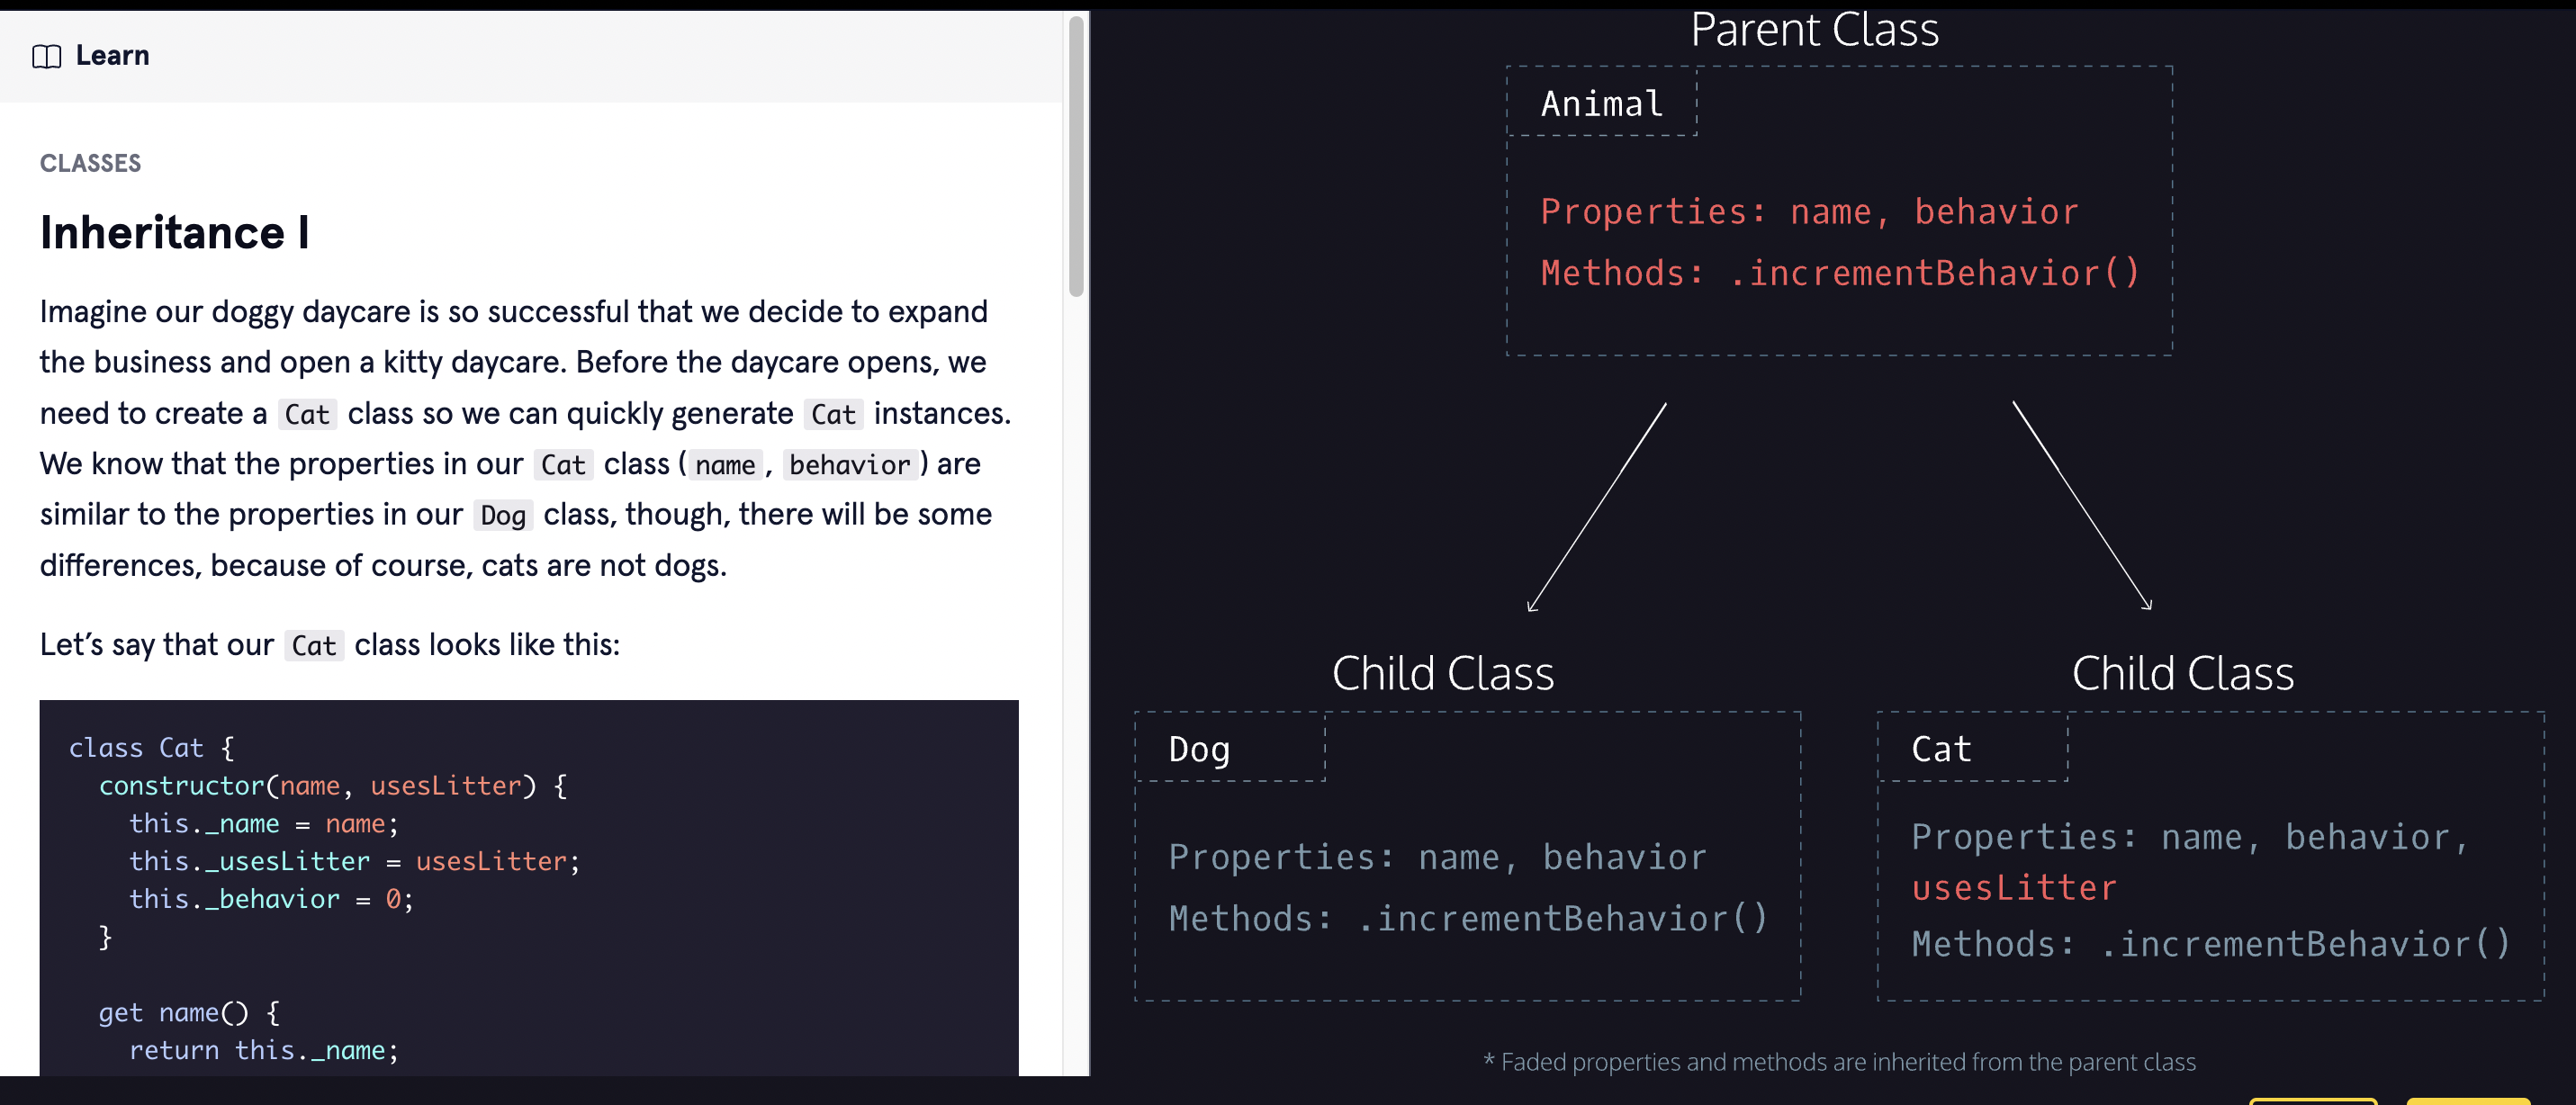 Learn
CLASSES
Inheritance I
Imagine our doggy daycare is so successful that we decide to expand
the business and open a kitty daycare. Before the daycare opens, we
need to create a Cat class so we can quickly generate Cat instances.
We know that the properties in our Cat class (name, behavior) are
similar to the properties in our Dog class, though, there will be some
differences, because of course, cats are not dogs.
Let’s say that our Cat class looks like this:
class Cat {
  constructor(name, usesLitter) {
    this._name = name;
    this._usesLitter = usesLitter;
    this._behavior = 0;
  }
  get name() {
    return this._name;
Parent Class
Animal
Properties: name, behavior
Methods: .incrementBehavior()
Child Class
Dog
Properties: name, behavior
Methods: .incrementBehavior()
Child Class
Cat
Properties: name, behavior,
usesLitter
Methods: .incrementBehavior()
* Faded properties and methods are inherited from the parent class